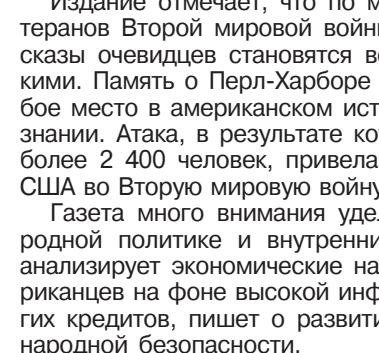 Издание отмечает, что по м
теранов Второй мировой войн
сказы очевидцев становятся в
кими. Память о Перл-Харборе
бое место в американском ист
знании. Атака, в результате ко
более 2 400 человек, привела
США во Вторую мировую войну
Газета много внимания уде
родной политике и внутренни
анализирует экономические на
риканцев на фоне высокой инф
гих кредитов, пишет о развити
народной безопасности.